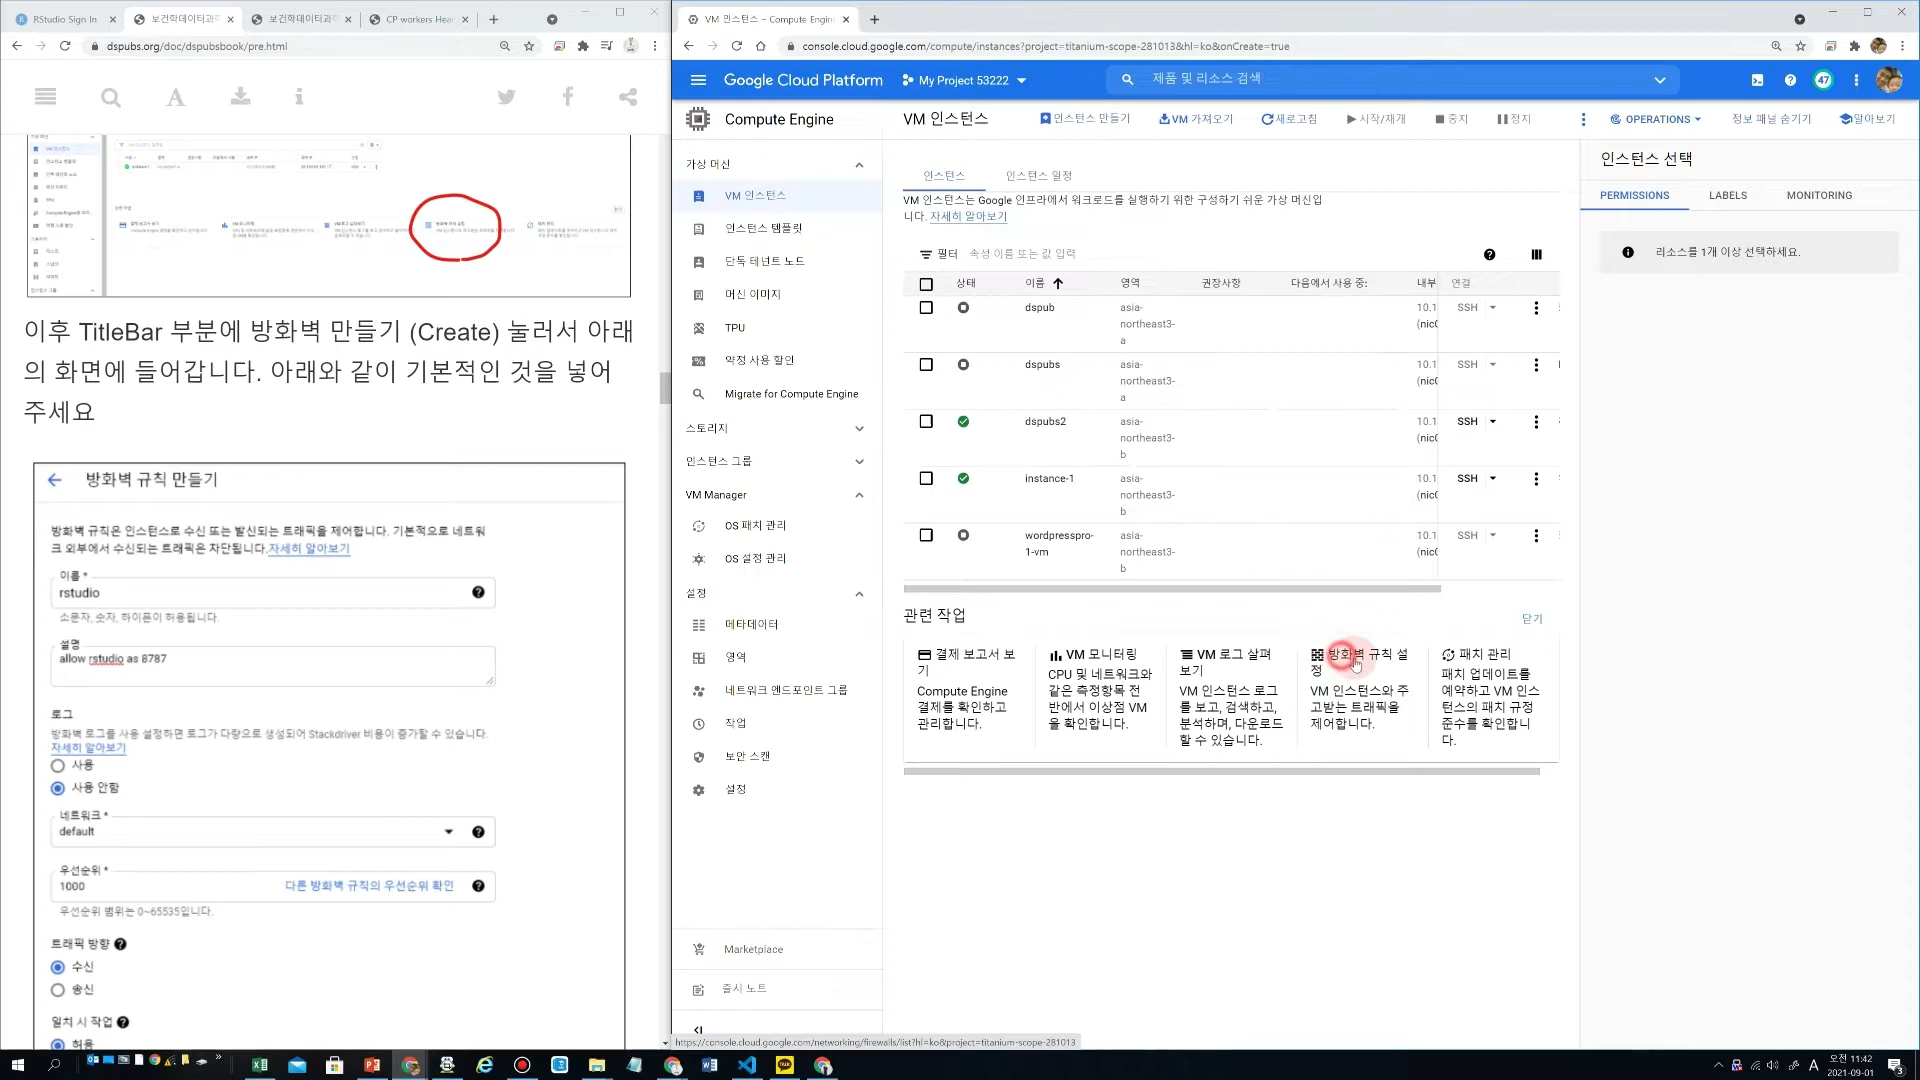 RStudio Sign In
보건학데이터과학
보건학데이터과학
CP workers Hear
dspubs.org/doc/dspubsbook/pre.html
이후 TitleBar 부분에 방화벽 만들기 (Create) 눌러서 아래
의 화면에 들어갑니다. 아래와 같이 기본적인 것을 넣어
주세요
방화벽 규칙 만들기
방화벽 규칙은 인스턴스로 수신 또는 발신되는 트래픽을 제어합니다. 기본적으로 네트워
크 외부에서 수신되는 트래픽은 차단됩니다. 자세히 알아보기
이름 *
rstudio
소문자, 숫자, 하이픈이 허용됩니다.
설명
allow rstudio as 8787
로그
방화벽 로그를 사용 설정하면 로그가 다량으로 생성되어 Stackdriver 비용이 증가할 수 있습니다.
자세히 알아보기
사용
사용 안함
네트워크 *
default
우선순위 *
1000 다른 방화벽 규칙의 우선순위 확인
우선순위 범위는 0~65535입니다.
트래픽 방향
수신
송신
일치 시 작업
허용
VM 인스턴스 – Compute Engin
console.cloud.google.com/compute/instances?project=titanium-scope-281013&hl=ko&onCreate=true
Google Cloud Platform
My Project 53222
제품 및 리소스 검색
47
Compute Engine
VM 인스턴스
인스턴스 만들기
VM 가져오기
새로고침
시작/재개
중지
정지
OPERATIONS
정보 패널 숨기기
알아보기
가상 머신
VM 인스턴스
인스턴스 템플릿
단독 테넌트 노드
머신 이미지
TPU
약정 사용 할인
Migrate for Compute Engine
스토리지
인스턴스 그룹
VM Manager
OS 패치 관리
OS 설정 관리
설정
메타데이터
영역
네트워크 엔드포인트 그룹
작업
보안 스캔
설정
Marketplace
출시 노트
인스턴스
인스턴스 일정
VM 인스턴스는 Google 인프라에서 워크로드를 실행하기 위한 구성하기 쉬운 가상 머신입
니다. 자세히 알아보기
필터 속성 이름 또는 값 입력
상태 이름 영역 권장사항 다음에서 사용 중: 내부 연결
dspub asia- 10.1 SSH
northeast3- (nic0
a
dspubs asia- 10.1 SSH
northeast3- (nic0
a
dspubs2 asia- 10.1 SSH
northeast3- (nic0
b
instance-1 asia- 10.1 SSH
northeast3- (nic0
b
wordpresspro- asia- 10.1 SSH
1-vm northeast3- (nic0
b
관련 작업
닫기
결제 보고서 보
기
Compute Engine
결제를 확인하고
관리합니다.
VM 모니터링
CPU 및 네트워크와
같은 측정항목 전
반에서 이상점 VM
을 확인합니다.
VM 로그 살펴
보기
VM 인스턴스 로그
를 보고, 검색하고,
분석하며, 다운로드
할 수 있습니다.
방화벽 규칙 설
정
VM 인스턴스와 주
고받는 트래픽을
제어합니다.
패치 관리
패치 업데이트를
예약하고 VM 인스
턴스의 패치 규정
준수를 확인합니
다.
인스턴스 선택
PERMISSIONS
LABELS
MONITORING
리소스를 1개 이상 선택하세요.
https://console.cloud.google.com/networking/firewalls/list?hl=ko&project=titanium-scope-281013
A
오전 11:42
2021-09-01
3